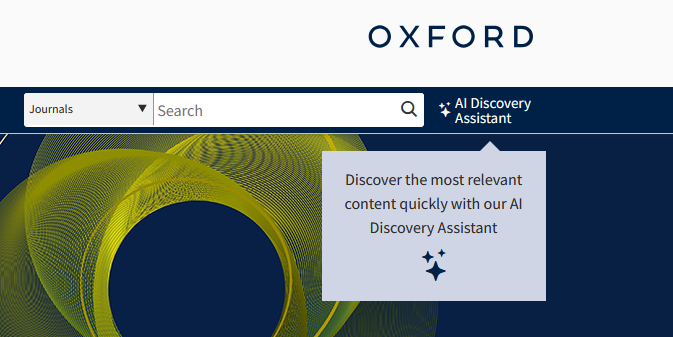 OXFORD
Journals
Search
AI Discovery
Assistant
Discover the most relevant
content quickly with our AI
Discovery Assistant